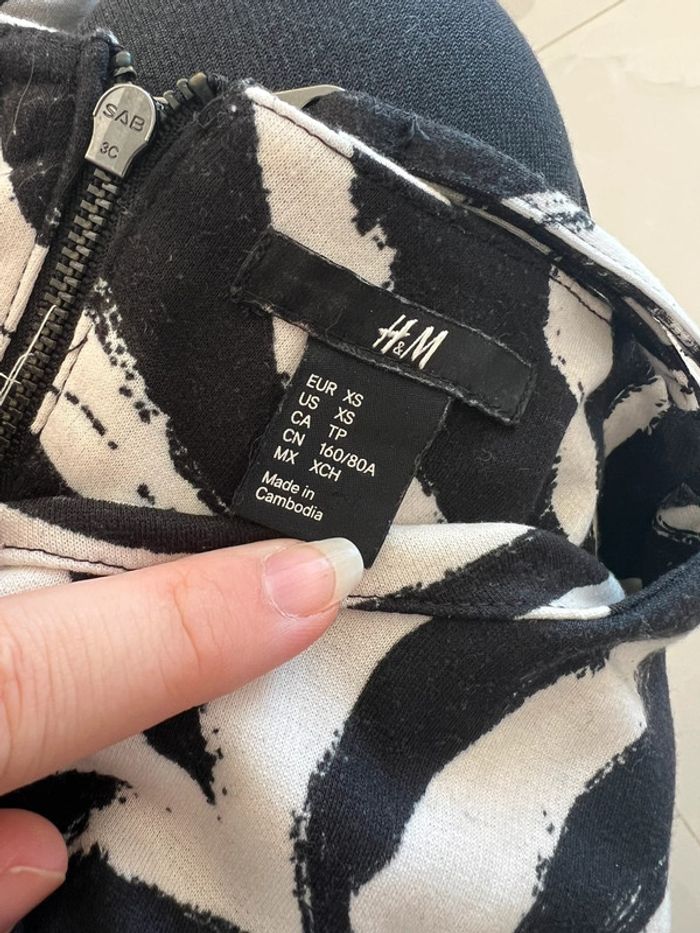 SAB
3C
H&M
EUR XS
US XS
CA TP
CN 160/80A
MX XCH
Made in
Cambodia